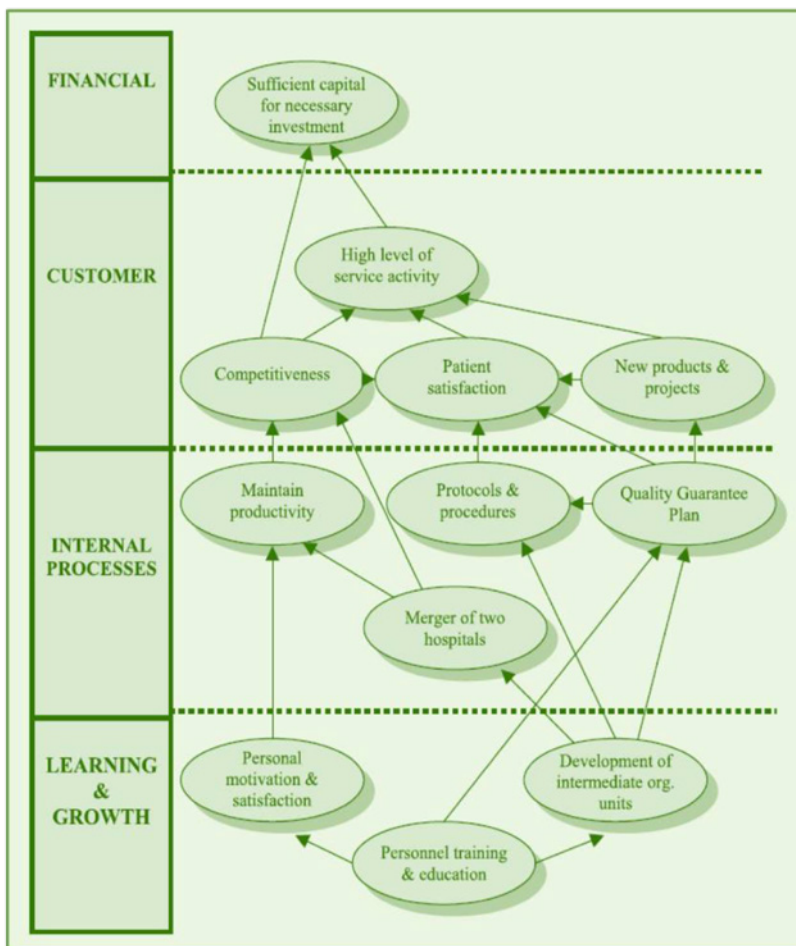 FINANCIAL
Sufficient capital
for necessary
investment
CUSTOMER
High level of
service activity
Competitiveness
Patient
satisfaction
New products &
projects
INTERNAL
PROCESSES
Maintain
productivity
Protocols &
procedures
Quality Guarantee
Plan
Merger of two
hospitals
LEARNING
&
GROWTH
Personal
motivation &
satisfaction
Development of
intermediate org.
units
Personnel training
& education